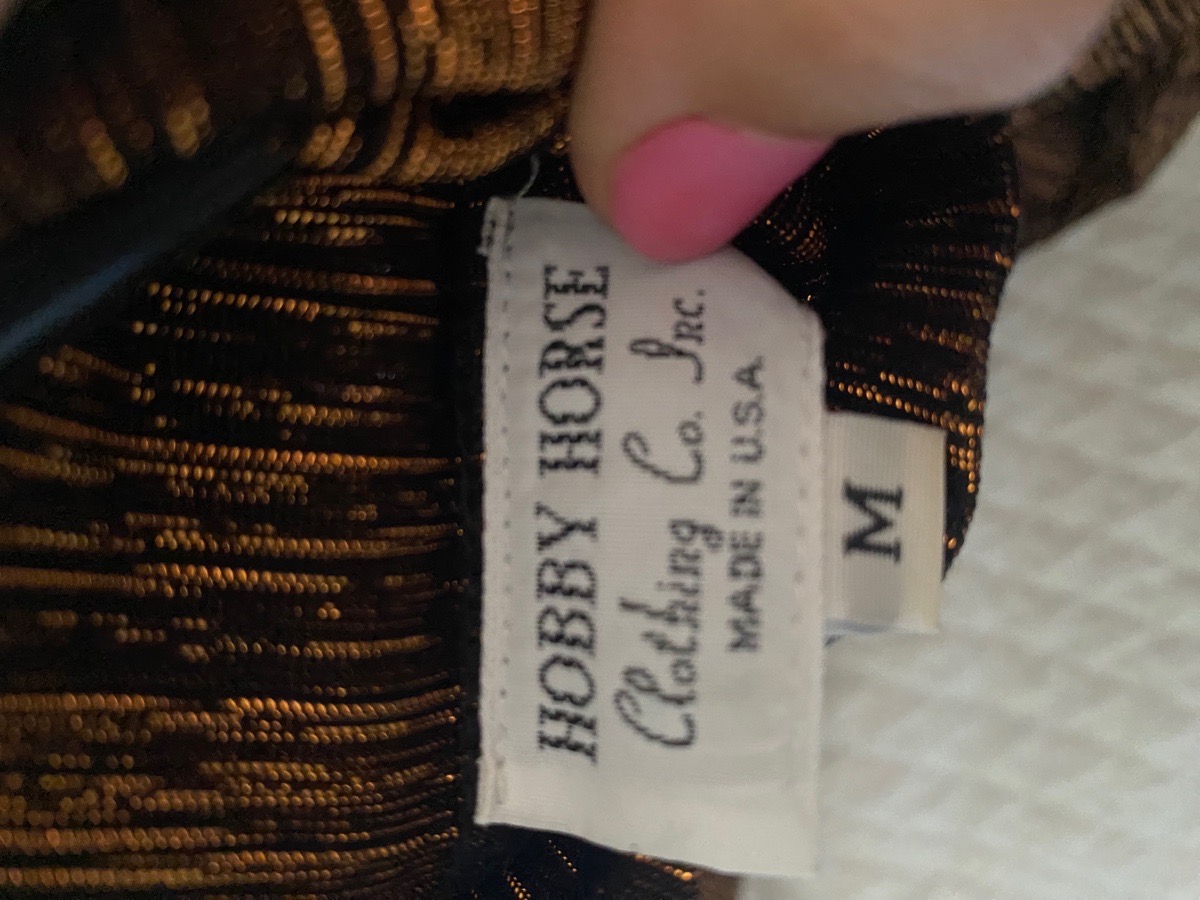 HOBBY HORSE
Clothing Co. Inc.
MADE IN U.S.A.
M